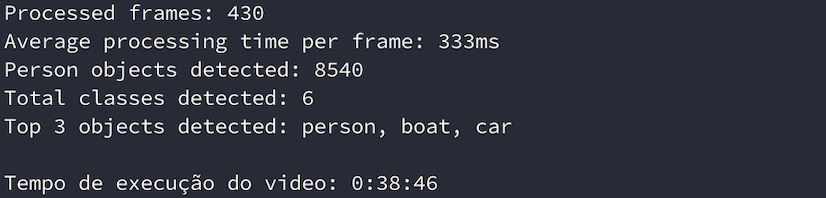 Processed frames: 430
Average processing time per frame: 333ms
Person objects detected: 8540
Total classes detected: 6
Top 3 objects detected: person, boat, car
Tempo de execução do video: 0:38:46